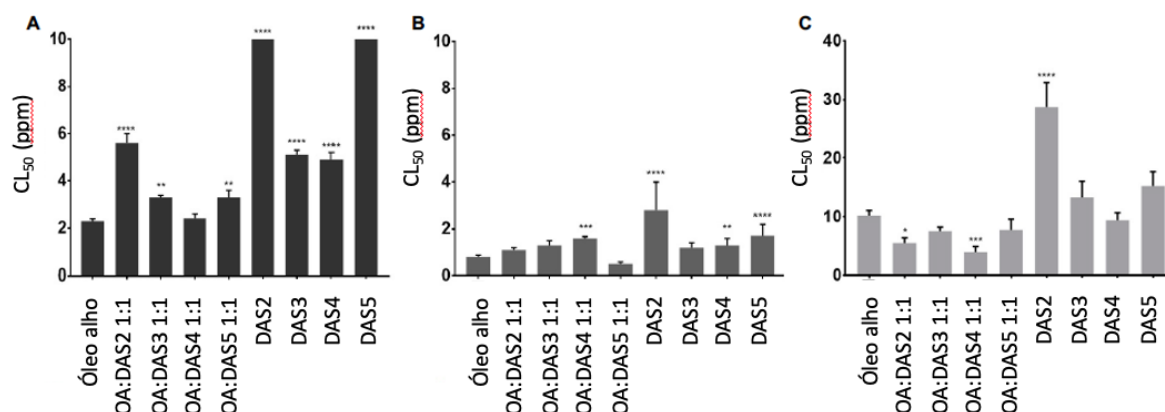 A
CL50 (ppm)
10
8
6
4
2
0
****
**
**
****
****
****
****
Óleo alho
OA:DAS2 1:1
OA:DAS3 1:1
OA:DAS4 1:1
OA:DAS5 1:1
DAS2
DAS3
DAS4
DAS5
B
CL50 (ppm)
10
8
6
4
2
0
***
****
**
****
Óleo alho
OA:DAS2 1:1
OA:DAS3 1:1
OA:DAS4 1:1
OA:DAS5 1:1
DAS2
DAS3
DAS4
DAS5
C
CL50 (ppm)
40
30
20
10
0
*
***
****
Óleo alho
OA:DAS2 1:1
OA:DAS3 1:1
OA:DAS4 1:1
OA:DAS5 1:1
DAS2
DAS3
DAS4
DAS5